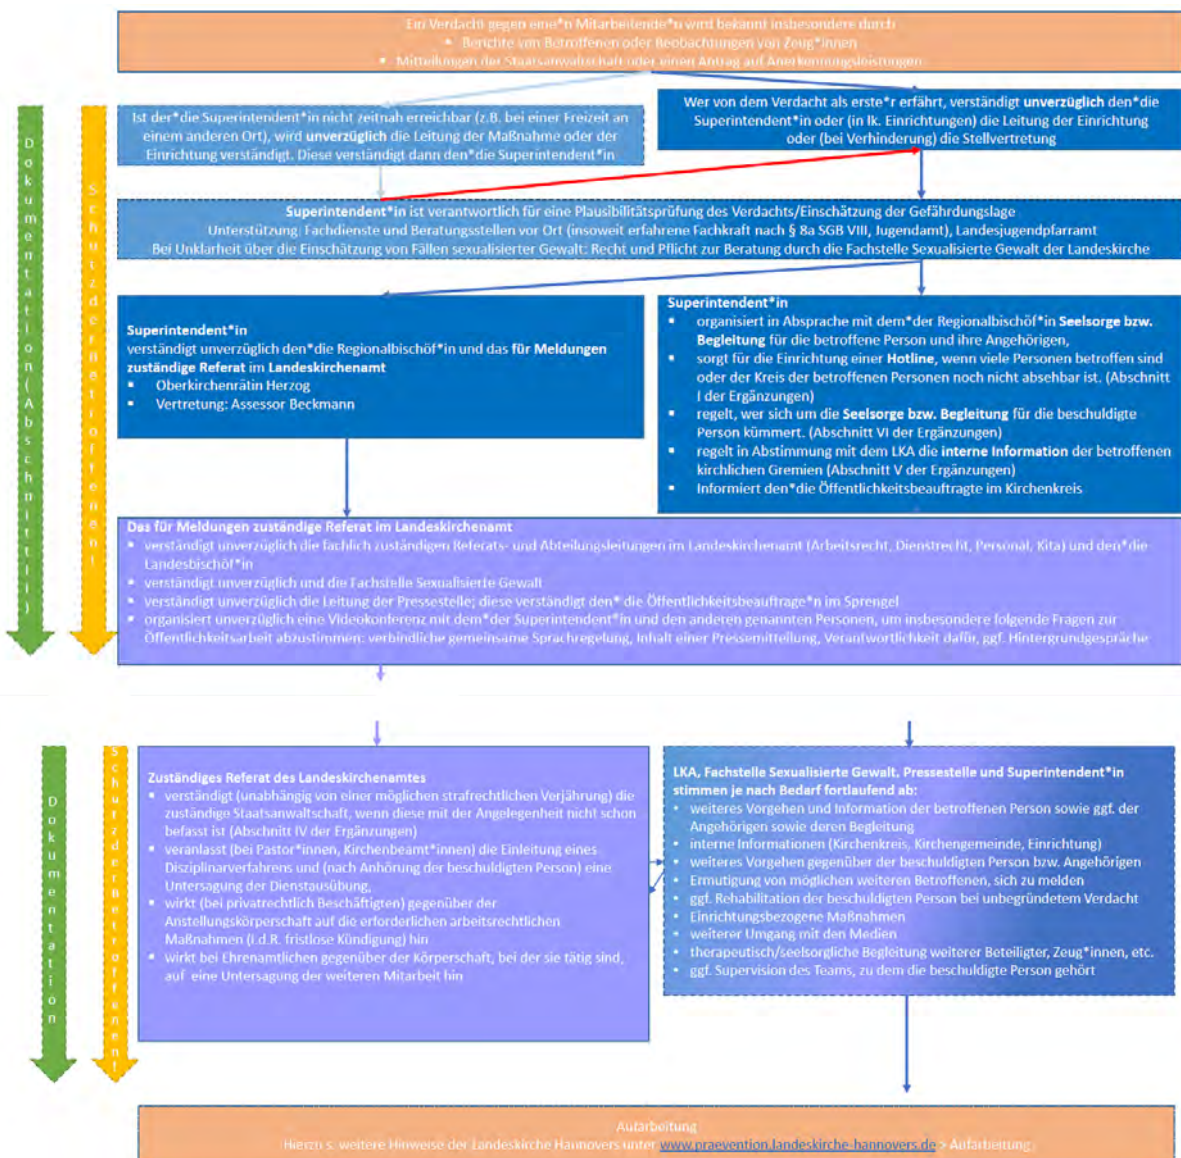 Ein Verdacht gegen eine*n Mitarbeitende*n wird bekannt insbesondere durch
• Berichte von Betroffenen oder Beobachtungen von Zeug*innen
• Mitteilungen der Staatsanwaltschaft oder einen Antrag auf Anerkennungsleistungen
Ist der*die Superintendent*in nicht zeitnah erreichbar (z.B. bei einer Freizeit an
einem anderen Ort), wird unverzüglich die Leitung der Maßnahme oder der
Einrichtung verständigt. Diese verständigt dann den*die Superintendent*in
Wer von dem Verdacht als erste*r erfährt, verständigt unverzüglich den*die
Superintendent*in oder (in lk. Einrichtungen) die Leitung der Einrichtung
oder (bei Verhinderung) die Stellvertretung
Superintendent*in ist verantwortlich für eine Plausibilitätsprüfung des Verdachts/Einschätzung der Gefährdungslage
Unterstützung: Fachdienste und Beratungsstellen vor Ort (insoweit erfahrene Fachkraft nach § 8a SGB VIII, Jugendamt), Landesjugendpfarramt
Bei Unklarheit über die Einschätzung von Fällen sexualisierter Gewalt: Recht und Pflicht zur Beratung durch die Fachstelle Sexualisierte Gewalt der Landeskirche
Superintendent*in
verständigt unverzüglich den*die Regionalbischöf*in und das für Meldungen
zuständige Referat im Landeskirchenamt
▪ Oberkirchenrätin Herzog
▪ Vertretung: Assessor Beckmann
Superintendent*in
▪ organisiert in Absprache mit dem*der Regionalbischöf*in Seelsorge bzw.
Begleitung für die betroffene Person und ihre Angehörigen,
▪ sorgt für die Einrichtung einer Hotline, wenn viele Personen betroffen sind
oder der Kreis der betroffenen Personen noch nicht absehbar ist. (Abschnitt
I der Ergänzungen)
▪ regelt, wer sich um die Seelsorge bzw. Begleitung für die beschuldigte
Person kümmert. (Abschnitt VI der Ergänzungen)
▪ regelt in Abstimmung mit dem LKA die interne Information der betroffenen
kirchlichen Gremien (Abschnitt V der Ergänzungen)
▪ Informiert den*die Öffentlichkeitsbeauftragte im Kirchenkreis
Das für Meldungen zuständige Referat im Landeskirchenamt
▪ verständigt unverzüglich die fachlich zuständigen Referats- und Abteilungsleitungen im Landeskirchenamt (Arbeitsrecht, Dienstrecht, Personal, Kita) und den*die
Landesbischöf*in
▪ verständigt unverzüglich und die Fachstelle Sexualisierte Gewalt
▪ verständigt unverzüglich die Leitung der Pressestelle; diese verständigt den* die Öffentlichkeitsbeauftrage*n im Sprengel
▪ organisiert unverzüglich eine Videokonferenz mit dem*der Superintendent*in und den anderen genannten Personen, um insbesondere folgende Fragen zur
Öffentlichkeitsarbeit abzustimmen: verbindliche gemeinsame Sprachregelung, Inhalt einer Pressemitteilung, Verantwortlichkeit dafür, ggf. Hintergrundgespräche
Dokumentation (Abschnitt II)
Schutz der Betroffenen!
Zuständiges Referat des Landeskirchenamtes
▪ verständigt (unabhängig von einer möglichen strafrechtlichen Verjährung) die
zuständige Staatsanwaltschaft, wenn diese mit der Angelegenheit nicht schon
befasst ist (Abschnitt IV der Ergänzungen)
▪ veranlasst (bei Pastor*innen, Kirchenbeamt*innen) die Einleitung eines
Disziplinarverfahrens und (nach Anhörung der beschuldigten Person) eine
Untersagung der Dienstausübung,
▪ wirkt (bei privatrechtlich Beschäftigten) gegenüber der
Anstellungskörperschaft auf die erforderlichen arbeitsrechtlichen
Maßnahmen (i.d.R. fristlose Kündigung) hin
▪ wirkt bei Ehrenamtlichen gegenüber der Körperschaft, bei der sie tätig sind,
auf eine Untersagung der weiteren Mitarbeit hin
LKA, Fachstelle Sexualisierte Gewalt, Pressestelle und Superintendent*in
stimmen je nach Bedarf fortlaufend ab:
• weiteres Vorgehen und Information der betroffenen Person sowie ggf. der
Angehörigen sowie deren Begleitung
• interne Informationen (Kirchenkreis, Kirchengemeinde, Einrichtung)
• weiteres Vorgehen gegenüber der beschuldigten Person bzw. Angehörigen
• Ermutigung von möglichen weiteren Betroffenen, sich zu melden
• ggf. Rehabilitation der beschuldigten Person bei unbegründetem Verdacht
• Einrichtungsbezogene Maßnahmen
• weiterer Umgang mit den Medien
• therapeutisch/seelsorgliche Begleitung weiterer Beteiligter, Zeug*innen, etc.
• ggf. Supervision des Teams, zu dem die beschuldigte Person gehört
Dokumentation
Schutz der Betroffenen!
Aufarbeitung
Hierzu s. weitere Hinweise der Landeskirche Hannovers unter www.praevention.landeskirche-hannovers.de > Aufarbeitung